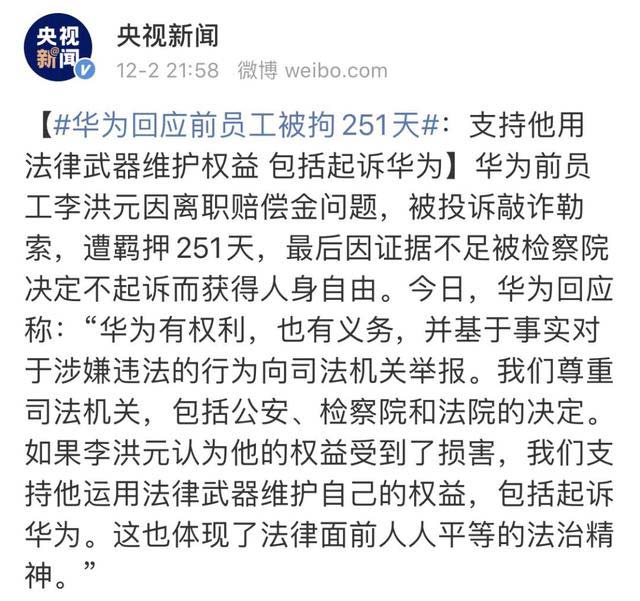 央视
新闻
央视新闻
12-2 21:58 微博 weibo.com
【#华为回应前员工被拘251天#：支持他用
法律武器维护权益 包括起诉华为】华为前员
工李洪元因离职赔偿金问题，被投诉敲诈勒
索，遭羁押251天，最后因证据不足被检察院
决定不起诉而获得人身自由。今日，华为回应
称：“华为有权利，也有义务，并基于事实对
于涉嫌违法的行为向司法机关举报。我们尊重
司法机关，包括公安、检察院和法院的决定。
如果李洪元认为他的权益受到了损害，我们支
持他运用法律武器维护自己的权益，包括起诉
华为。这也体现了法律面前人人平等的法治精
神。”